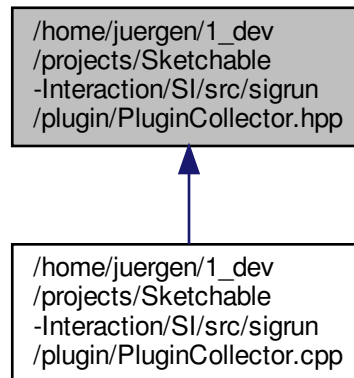 /home/juergen/1_dev
/projects/Sketchable
-Interaction/SI/src/sigrun
/plugin/PluginCollector.hpp
/home/juergen/1_dev
/projects/Sketchable
-Interaction/SI/src/sigrun
/plugin/PluginCollector.cpp